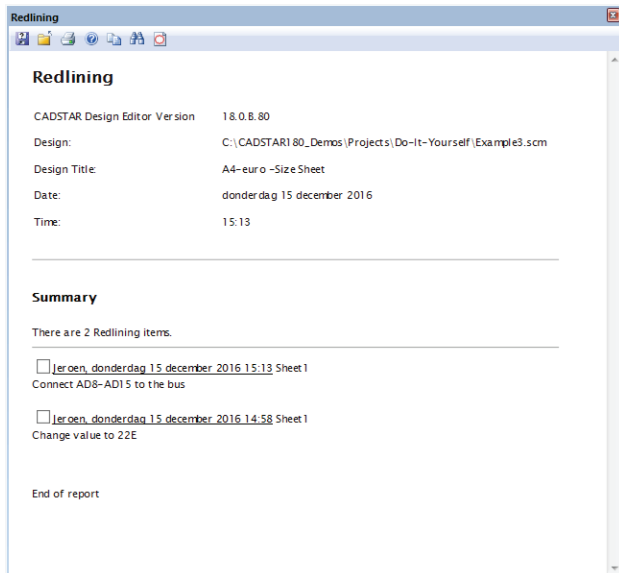 Redlining
Redlining
CADSTAR Design Editor Version 18.0.B.80
Design: C:\CADSTAR180_Demos\Projects\Do-It-Yourself\Example3.scm
Design Title: A4-euro -Size Sheet
Date: donderdag 15 december 2016
Time: 15:13
Summary
There are 2 Redlining items.
Jeroen, donderdag 15 december 2016 15:13 Sheet1
Connect AD8-AD15 to the bus
Jeroen, donderdag 15 december 2016 14:58 Sheet1
Change value to 22E
End of report